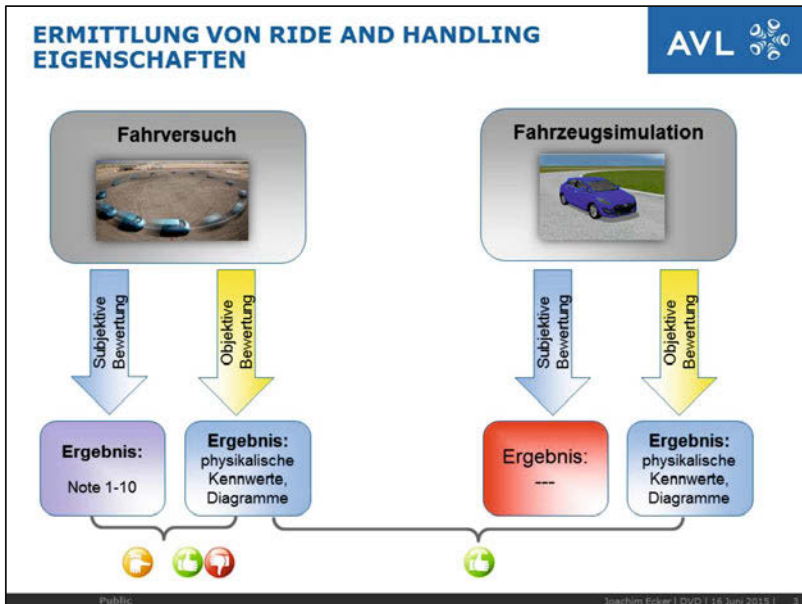 ERMITTLUNG VON RIDE AND HANDLING
EIGENSCHAFTEN
AVL
Fahrversuch
Fahrzeugsimulation
Subjektive
Bewertung
Objektive
Bewertung
Subjektive
Bewertung
Objektive
Bewertung
Ergebnis:
Note 1-10
Ergebnis:
physikalische
Kennwerte,
Diagramme
Ergebnis:
---
Ergebnis:
physikalische
Kennwerte,
Diagramme
Public
Joachim Ecker | DVD | 16 Juni 2015 | 3